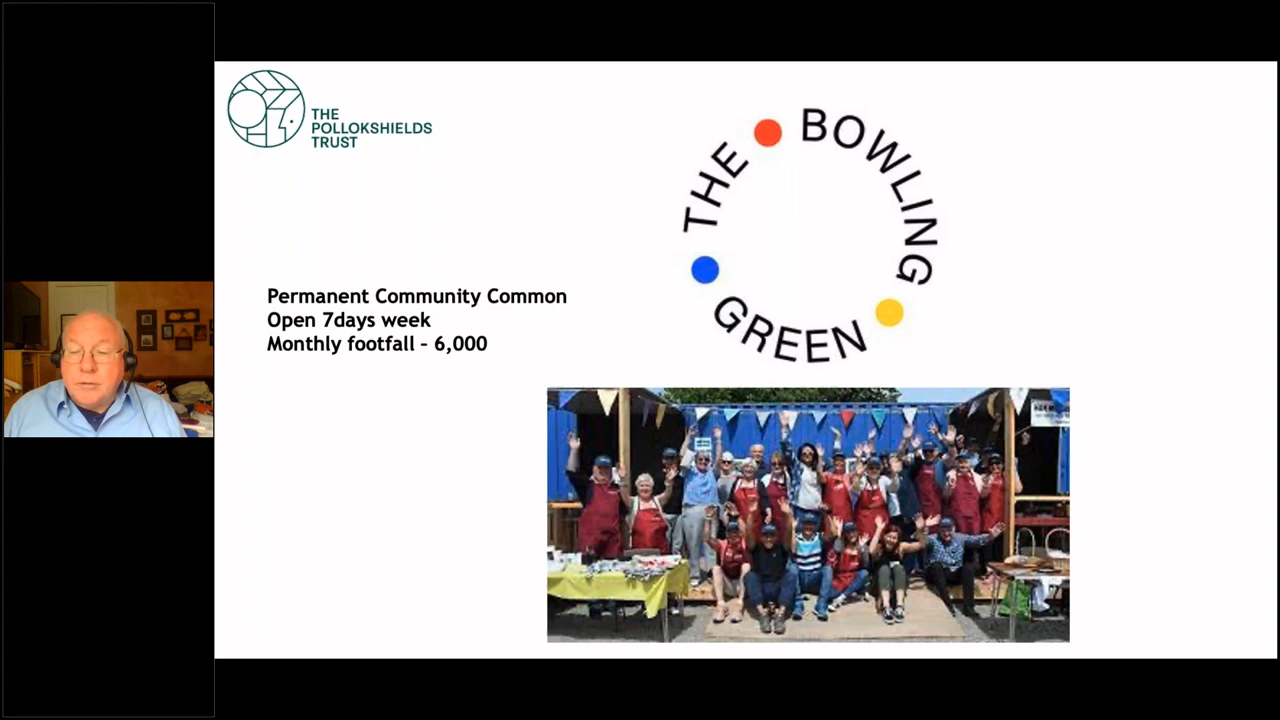 THE
POLLOKSHIELDS
TRUST
THE BOWLING GREEN
Permanent Community Common
Open 7days week
Monthly footfall – 6,000